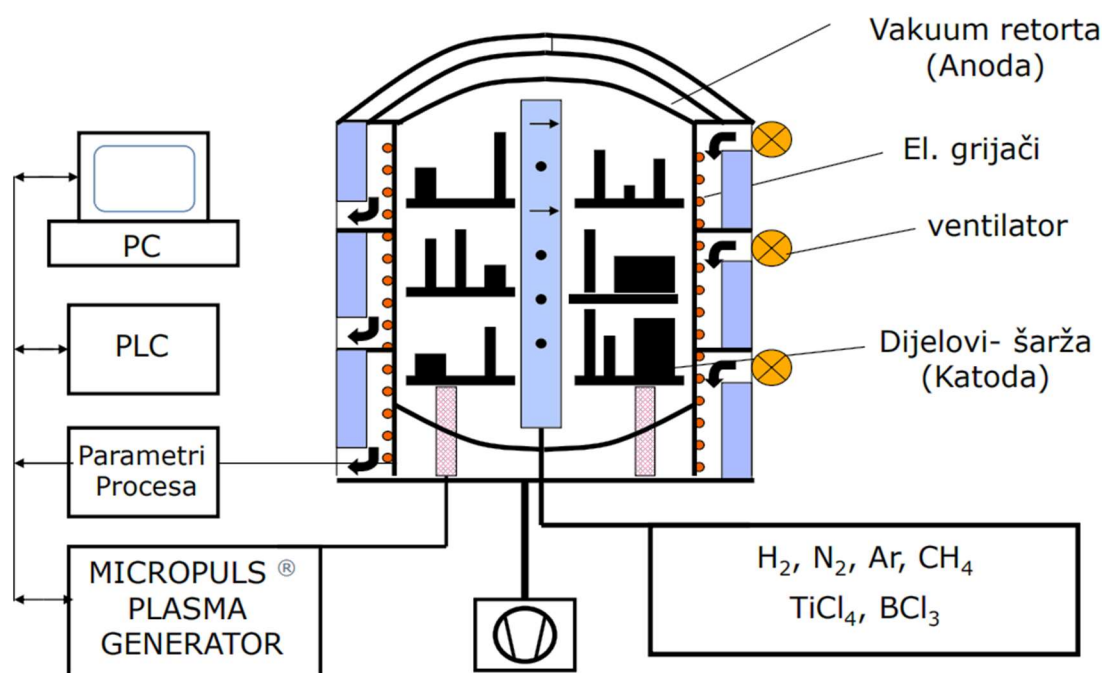 Vakuum retorta
(Anoda)
El. grijači
ventilator
Dijelovi- šarža
(Katoda)
PC
PLC
Parametri
Procesa
MICROPULS ®
PLASMA
GENERATOR
H₂, N₂, Ar, CH₄
TiCl₄, BCl₃